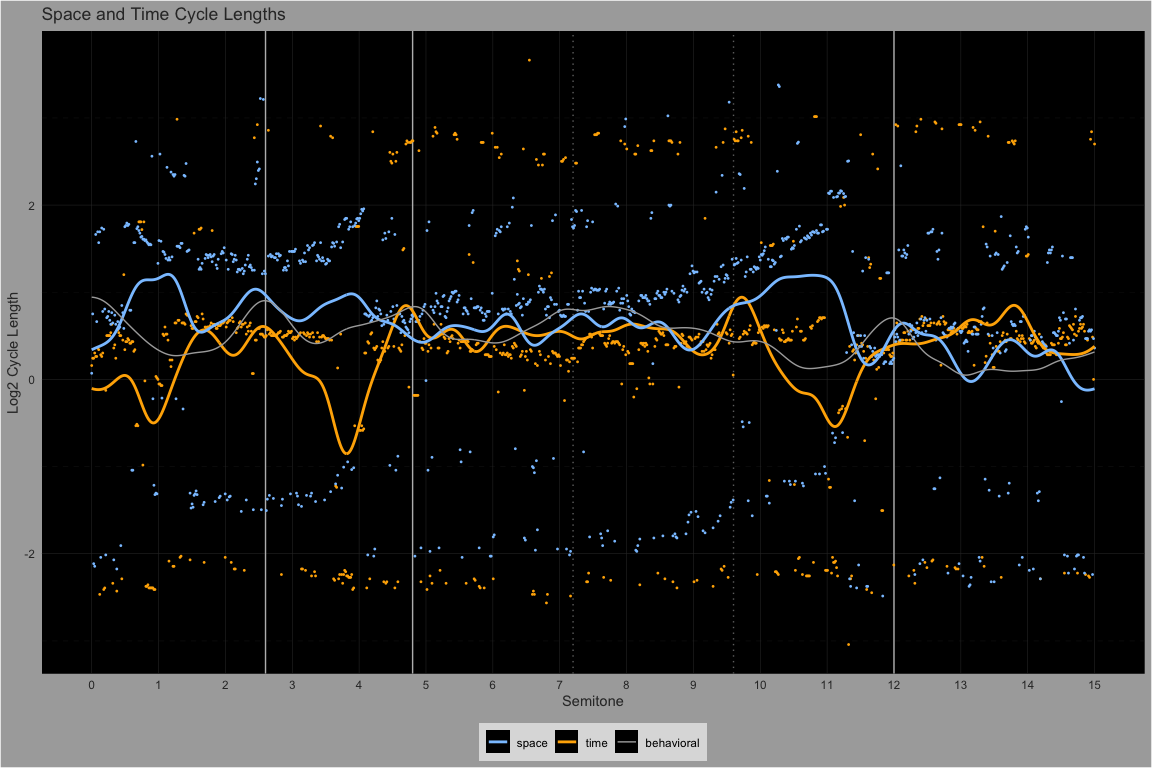 Space and Time Cycle Lengths
Log2 Cycle Length
2
0
-2
0 1 2 3 4 5 6 7 8 9 10 11 12 13 14 15
Semitone
space time behavioral